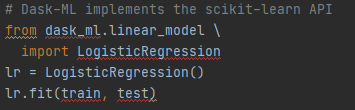 # Dask-ML implements the scikit-learn API
from dask_ml.linear_model \
  import LogisticRegression
lr = LogisticRegression()
lr.fit(train, test)